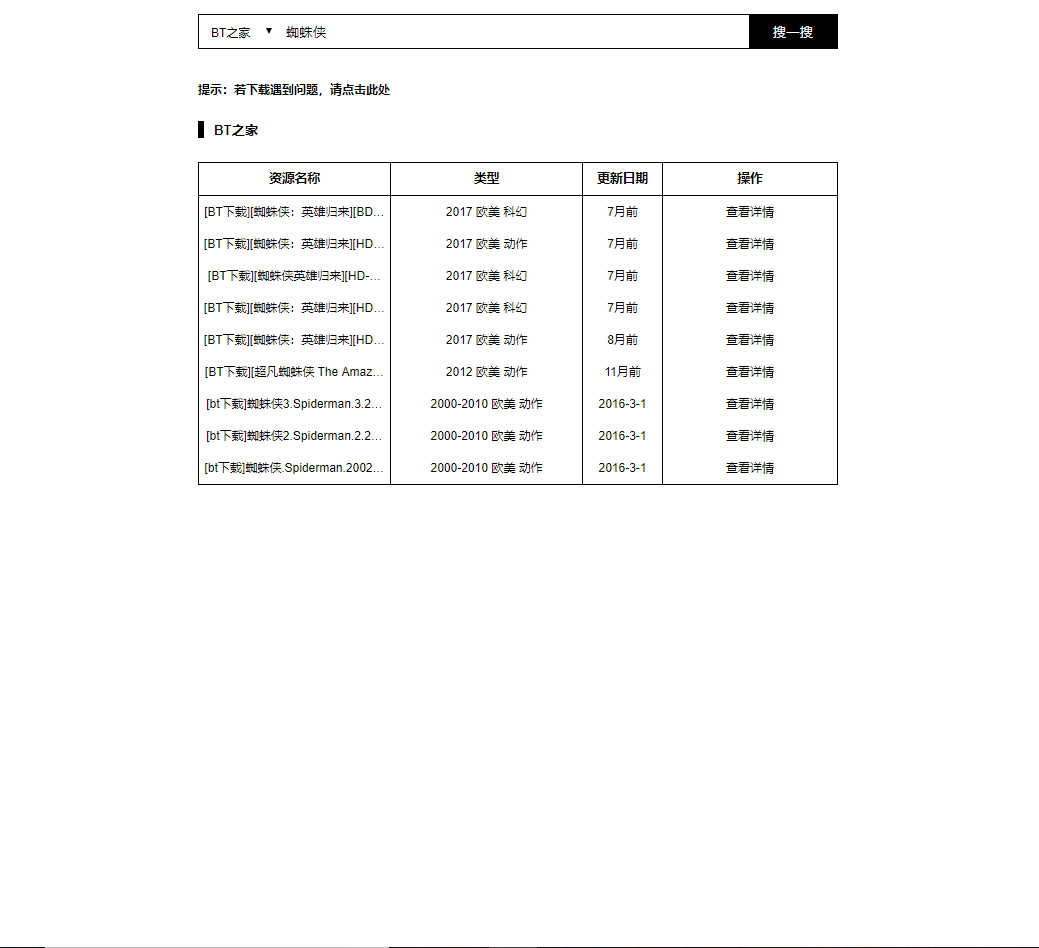 BT之家 ▼ 蜘蛛侠 搜一搜
提示：若下载遇到问题，请点击此处
BT之家
资源名称 类型 更新日期 操作
[BT下载][蜘蛛侠：英雄归来][BD... 2017 欧美 科幻 7月前 查看详情
[BT下载][蜘蛛侠：英雄归来][HD... 2017 欧美 动作 7月前 查看详情
[BT下载][蜘蛛侠英雄归来][HD-... 2017 欧美 科幻 7月前 查看详情
[BT下载][蜘蛛侠：英雄归来][HD... 2017 欧美 科幻 7月前 查看详情
[BT下载][蜘蛛侠：英雄归来][HD... 2017 欧美 动作 8月前 查看详情
[BT下载][超凡蜘蛛侠 The Amaz... 2012 欧美 动作 11月前 查看详情
[bt下载]蜘蛛侠3.Spiderman.3.2... 2000-2010 欧美 动作 2016-3-1 查看详情
[bt下载]蜘蛛侠2.Spiderman.2.2... 2000-2010 欧美 动作 2016-3-1 查看详情
[bt下载]蜘蛛侠.Spiderman.2002... 2000-2010 欧美 动作 2016-3-1 查看详情